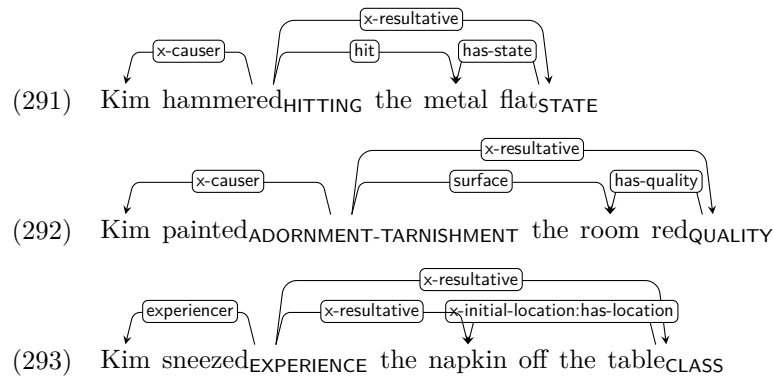 x-resultative
x-causer hit has-state
(291) Kim hammeredHITTING the metal flatSTATE
x-resultative
x-causer surface has-quality
(292) Kim paintedADORNMENT-TARNISHMENT the room redQUALITY
x-resultative
experiencer x-resultative x-initial-location:has-location
(293) Kim sneezedEXPERIENCE the napkin off the tableCLASS